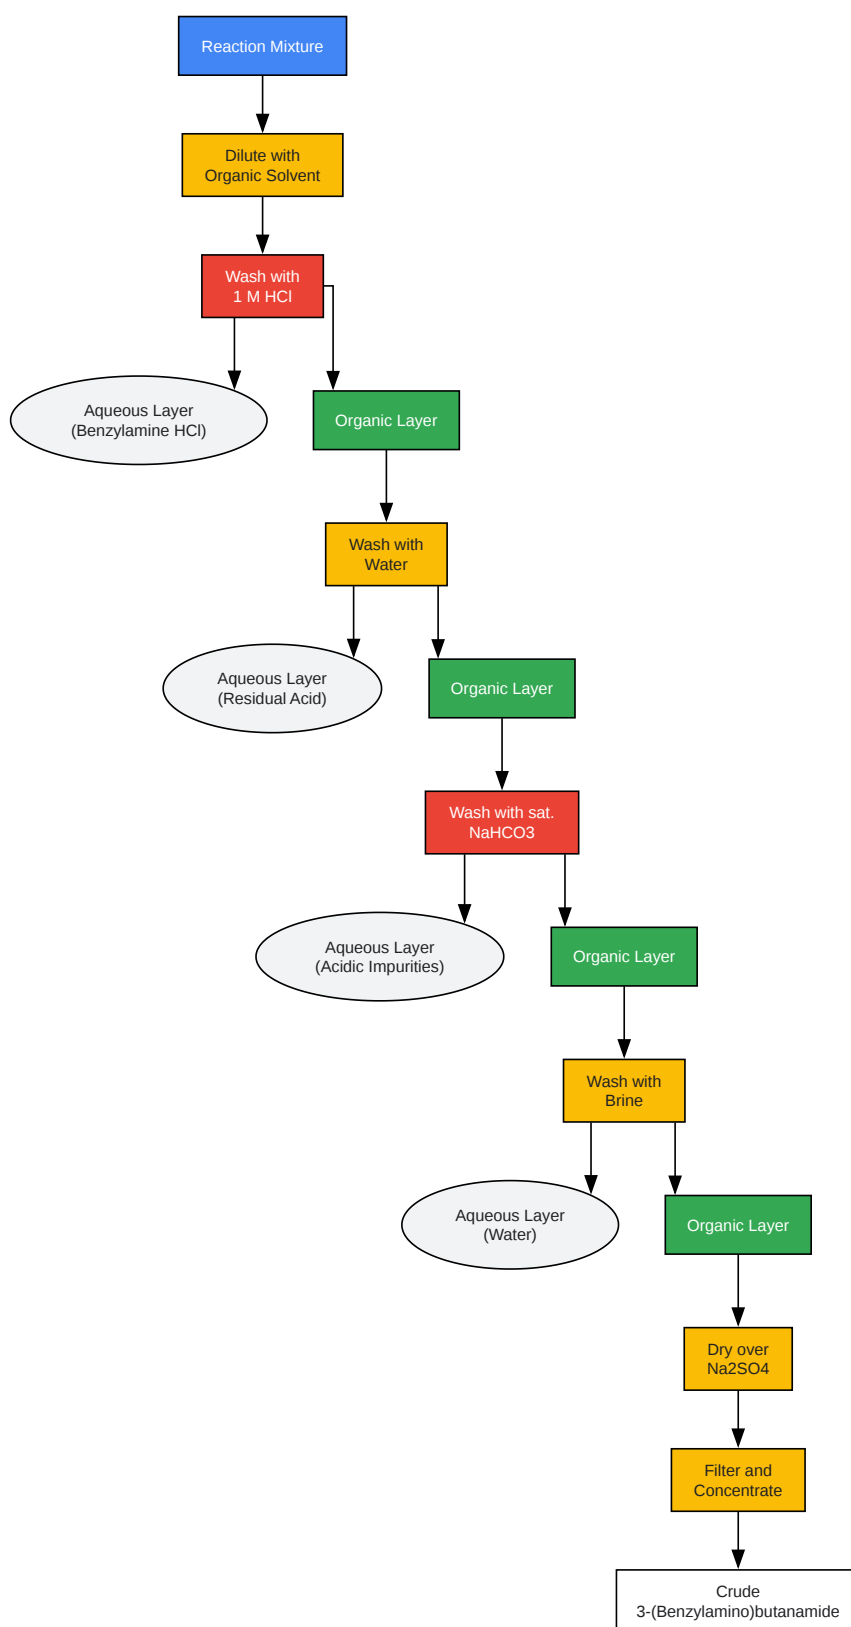 Reaction Mixture
Dilute with
Organic Solvent
Wash with
1 M HCl
Aqueous Layer
(Benzylamine HCl)
Organic Layer
Wash with
Water
Aqueous Layer
(Residual Acid)
Organic Layer
Wash with sat.
NaHCO3
Aqueous Layer
(Acidic Impurities)
Organic Layer
Wash with
Brine
Aqueous Layer
(Water)
Organic Layer
Dry over
Na2SO4
Filter and
Concentrate
Crude
3-(Benzylamino)butanamide